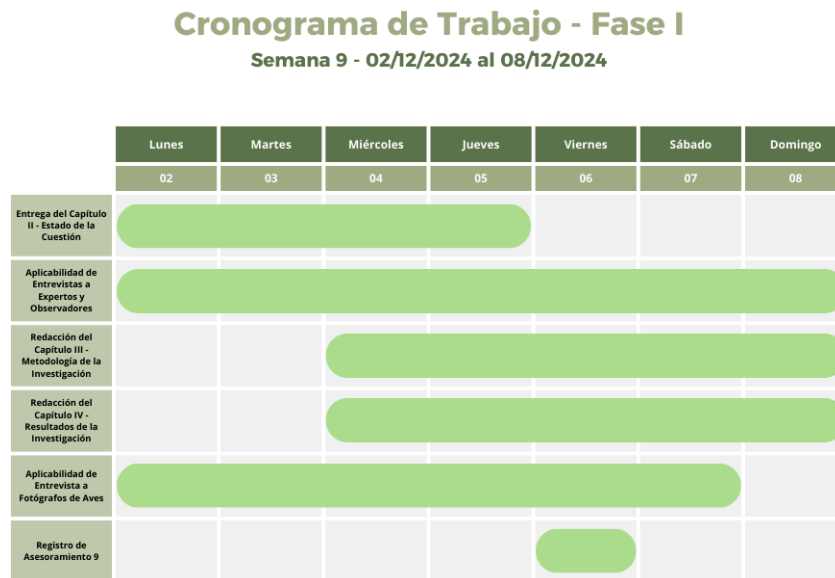 Cronograma de Trabajo - Fase I
Semana 9 - 02/12/2024 al 08/12/2024
Lunes Martes Miércoles Jueves Viernes Sábado Domingo
02 03 04 05 06 07 08
Entrega del Capítulo
II - Estado de la
Cuestión
Aplicabilidad de
Entrevistas a
Expertos y
Observadores
Redacción del
Capítulo III -
Metodología de la
Investigación
Redacción del
Capítulo IV -
Resultados de la
Investigación
Aplicabilidad de
Entrevista a
Fotógrafos de Aves
Registro de
Asesoramiento 9